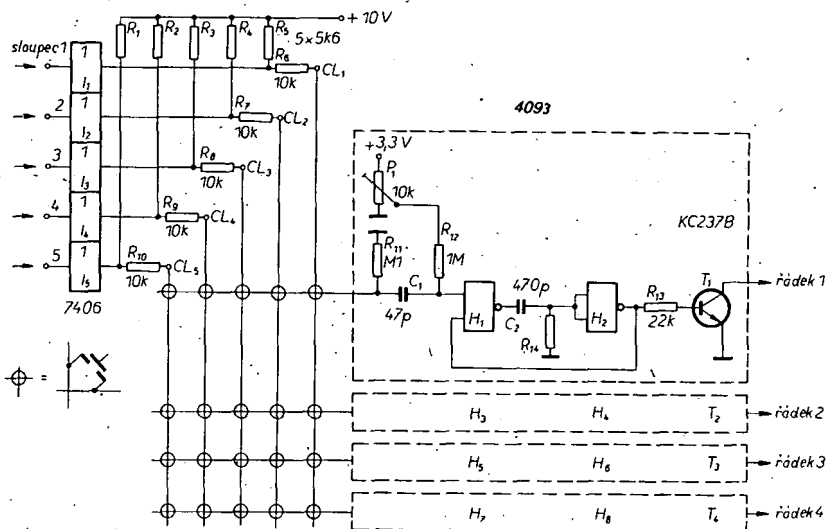 R₁ R₂ R₃ R₄ R₅
+ 10V
5 x 5k6
sloupec 1
1
I₁
R₆
10k
CL₁
2
1
I₂
R₇
10k
CL₂
3
1
I₃
R₈
10k
CL₃
4
1
I₄
R₉
10k
CL₄
5
1
I₅
R₁₀
10k
CL₅
7406
=
4093
+3,3V
P₁
10k
R₁₁
M1
R₁₂
1M
C₁
47p
H₁
470p
C₂
R₁₄
H₂
R₁₃
22k
KC237B
T₁
řádek 1
H₃ H₄ T₂ řádek 2
H₅ H₆ T₃ řádek 3
H₇ H₈ T₄ řádek 4